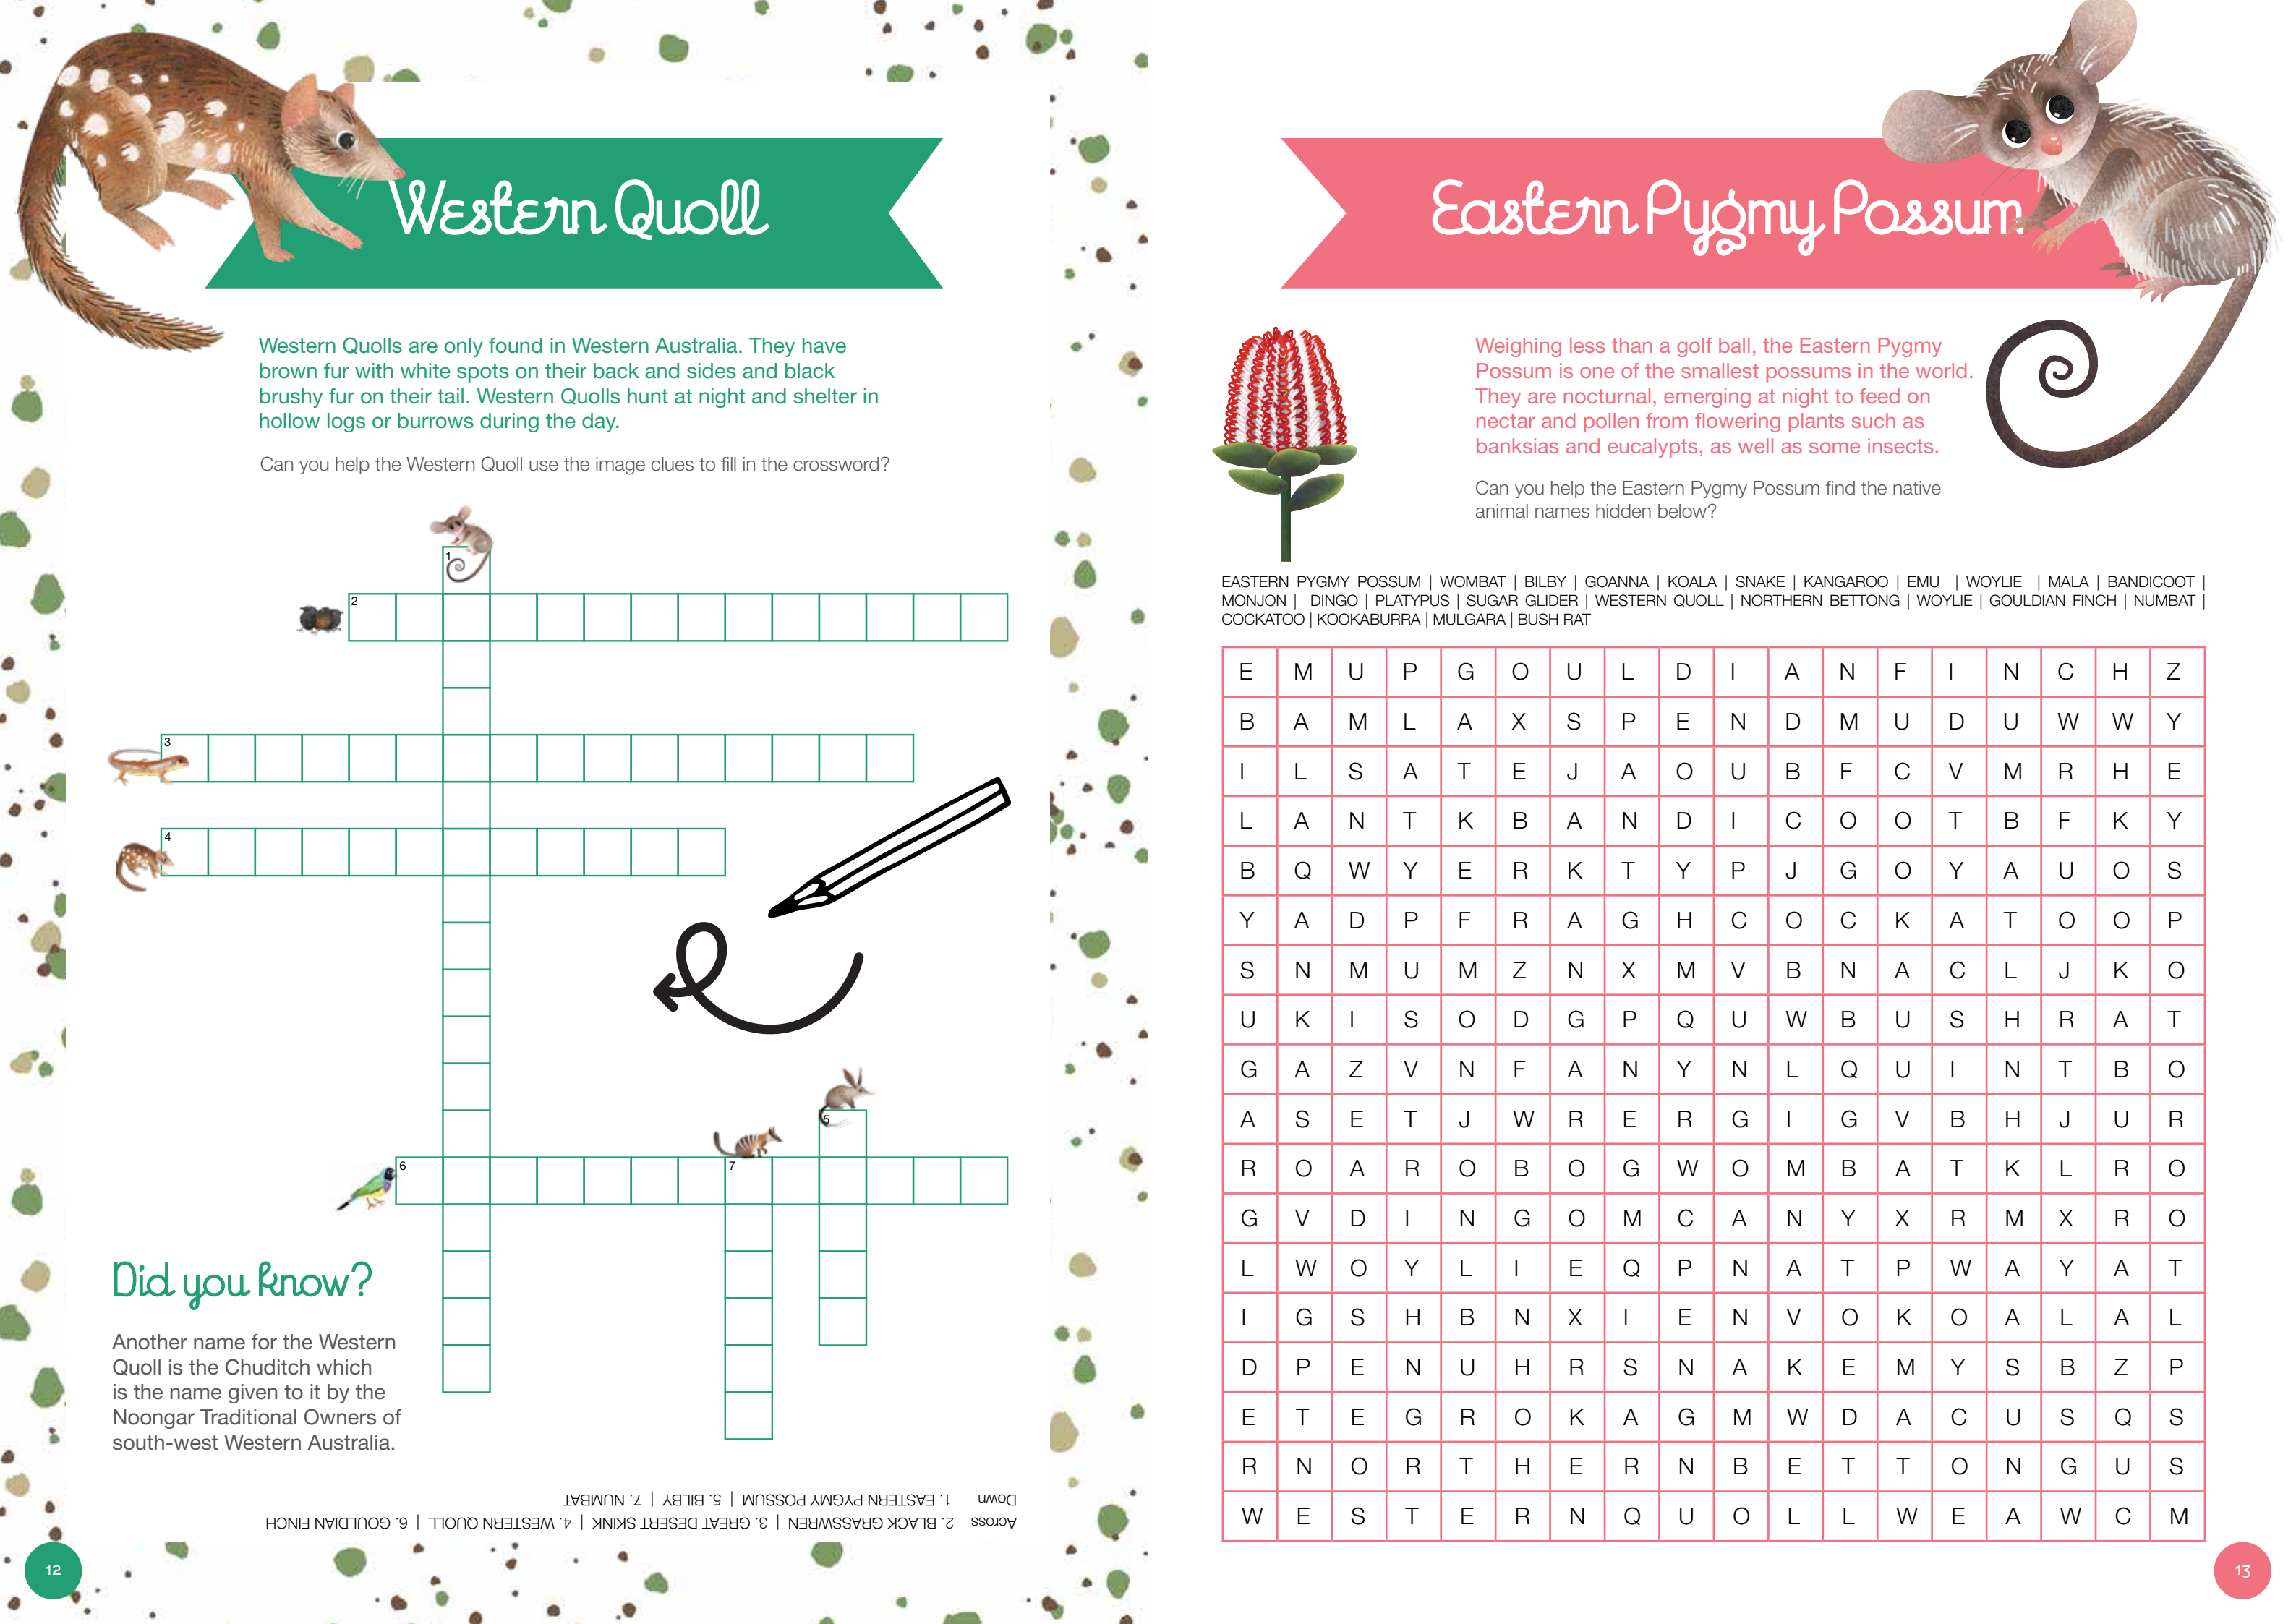 Western Quoll
Western Quolls are only found in Western Australia. They have
brown fur with white spots on their back and sides and black
brushy fur on their tail. Western Quolls hunt at night and shelter in
hollow logs or burrows during the day.
Can you help the Western Quoll use the image clues to fill in the crossword?
1
2
3
4
5
6
7
Did you know?
Another name for the Western
Quoll is the Chuditch which
is the name given to it by the
Noongar Traditional Owners of
south-west Western Australia.
Across 2. BLACK GRASSWREN | 3. GREAT DESERT SKINK | 4. WESTERN QUOLL | 6. GOULDIAN FINCH
Down 1. EASTERN PYGMY POSSUM | 5. BILBY | 7. NUMBAT
12
Eastern Pygmy Possum
Weighing less than a golf ball, the Eastern Pygmy
Possum is one of the smallest possums in the world.
They are nocturnal, emerging at night to feed on
nectar and pollen from flowering plants such as
banksias and eucalypts, as well as some insects.
Can you help the Eastern Pygmy Possum find the native
animal names hidden below?
EASTERN PYGMY POSSUM | WOMBAT | BILBY | GOANNA | KOALA | SNAKE | KANGAROO | EMU | WOYLIE | MALA | BANDICOOT |
MONJON | DINGO | PLATYPUS | SUGAR GLIDER | WESTERN QUOLL | NORTHERN BETTONG | WOYLIE | GOULDIAN FINCH | NUMBAT |
COCKATOO | KOOKABURRA | MULGARA | BUSH RAT
E M U P G O U L D I A N F I N C H Z
B A M L A X S P E N D M U D U W W Y
I L S A T E J A O U B F C V M R H E
L A N T K B A N D I C O O T B F K Y
B Q W Y E R K T Y P J G O Y A U O S
Y A D P F R A G H C O C K A T O O P
S N M U M Z N X M V B N A C L J K O
U K I S O D G P Q U W B U S H R A T
G A Z V N F A N Y N L Q U I N T B O
A S E T J W R E R G I G V B H J U R
R O A R O B O G W O M B A T K L R O
G V D I N G O M C A N Y X R M X R O
L W O Y L I E Q P N A T P W A Y A T
I G S H B N X I E N V O K O A L A L
D P E N U H R S N A K E M Y S B Z P
E T E G R O K A G M W D A C U S Q S
R N O R T H E R N B E T T O N G U S
W E S T E R N Q U O L L W E A W C M
13